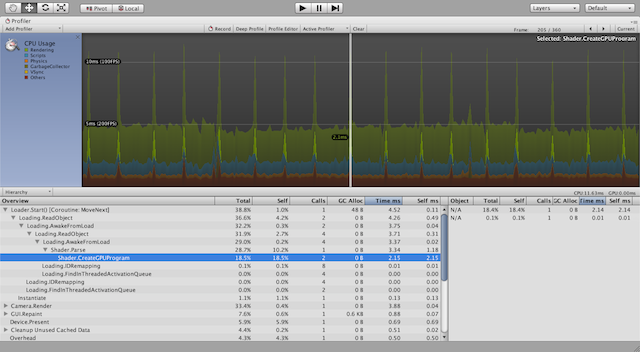 Pivot Local Layers Default
Profiler
Add Profiler Record Deep Profile Profile Editor Active Profiler Clear Frame: 205 / 360 Current
CPU Usage
Rendering
Scripts
Physics
GarbageCollector
VSync
Others
Selected: Shader.CreateGPUProgram
10ms (100FPS)
5ms (200FPS)
2.1ms
Hierarchy CPU:11.63ms GPU:0.00ms
Overview Total Self Calls GC Alloc Time ms Self ms Object Total Self Calls GC Alloc Time ms Self ms
Loader.Start() [Coroutine: MoveNext] 38.8% 1.0% 1 48 B 4.52 0.11 N/A 18.4% 18.4% 1 0 B 2.14 2.14
Loading.ReadObject 36.6% 4.2% 2 0 B 4.26 0.49 N/A 0.1% 0.1% 1 0 B 0.01 0.01
Loading.AwakeFromLoad 32.2% 0.3% 2 0 B 3.75 0.04
Loading.ReadObject 31.9% 2.7% 4 0 B 3.71 0.31
Loading.AwakeFromLoad 29.0% 0.2% 4 0 B 3.37 0.02
Shader.Parse 28.7% 10.2% 1 0 B 3.34 1.18
Shader.CreateGPUProgram 18.5% 18.5% 2 0 B 2.15 2.15
Loading.IDRemapping 0.1% 0.1% 8 0 B 0.01 0.01
Loading.FindInThreadedActivationQueue 0.0% 0.0% 4 0 B 0.00 0.00
Loading.IDRemapping 0.0% 0.0% 4 0 B 0.00 0.00
Loading.FindInThreadedActivationQueue 0.0% 0.0% 2 0 B 0.00 0.00
Instantiate 1.1% 1.1% 1 0 B 0.13 0.13
Camera.Render 33.4% 0.4% 1 0 B 3.88 0.04
GUI.Repaint 7.6% 0.6% 1 0.6 KB 0.88 0.07
Device.Present 5.9% 5.9% 1 0 B 0.69 0.69
Cleanup Unused Cached Data 4.4% 0.2% 1 0 B 0.51 0.02
Overhead 4.3% 4.3% 1 0 B 0.50 0.50